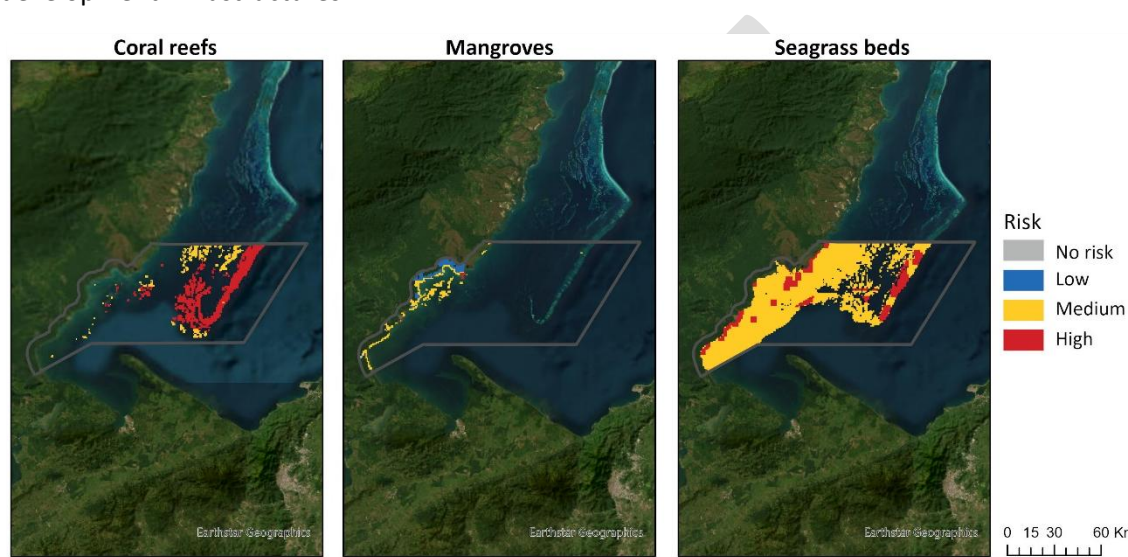 Coral reefs
Mangroves
Seagrass beds
Risk
No risk
Low
Medium
High
Earthstar Geographics
Earthstar Geographics
Earthstar Geographics
0 15 30 60 Km